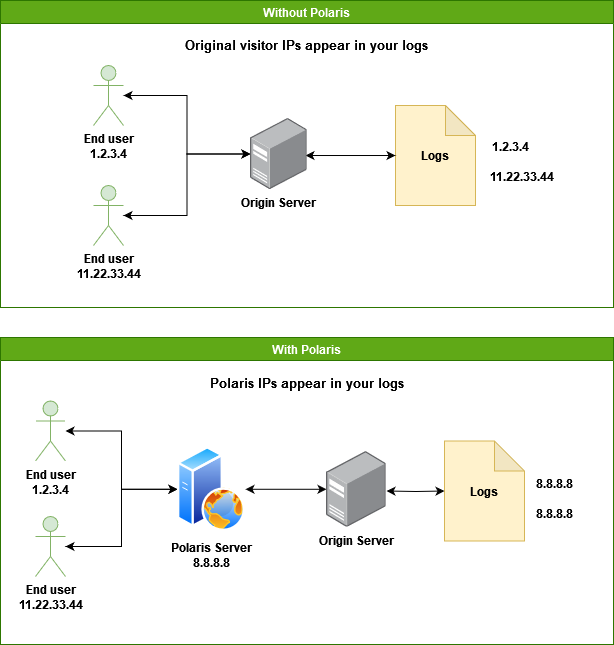 Without Polaris
Original visitor IPs appear in your logs
End user
1.2.3.4
Origin Server
Logs
1.2.3.4
11.22.33.44
End user
11.22.33.44
With Polaris
Polaris IPs appear in your logs
End user
1.2.3.4
Polaris Server
8.8.8.8
Origin Server
Logs
8.8.8.8
8.8.8.8
End user
11.22.33.44